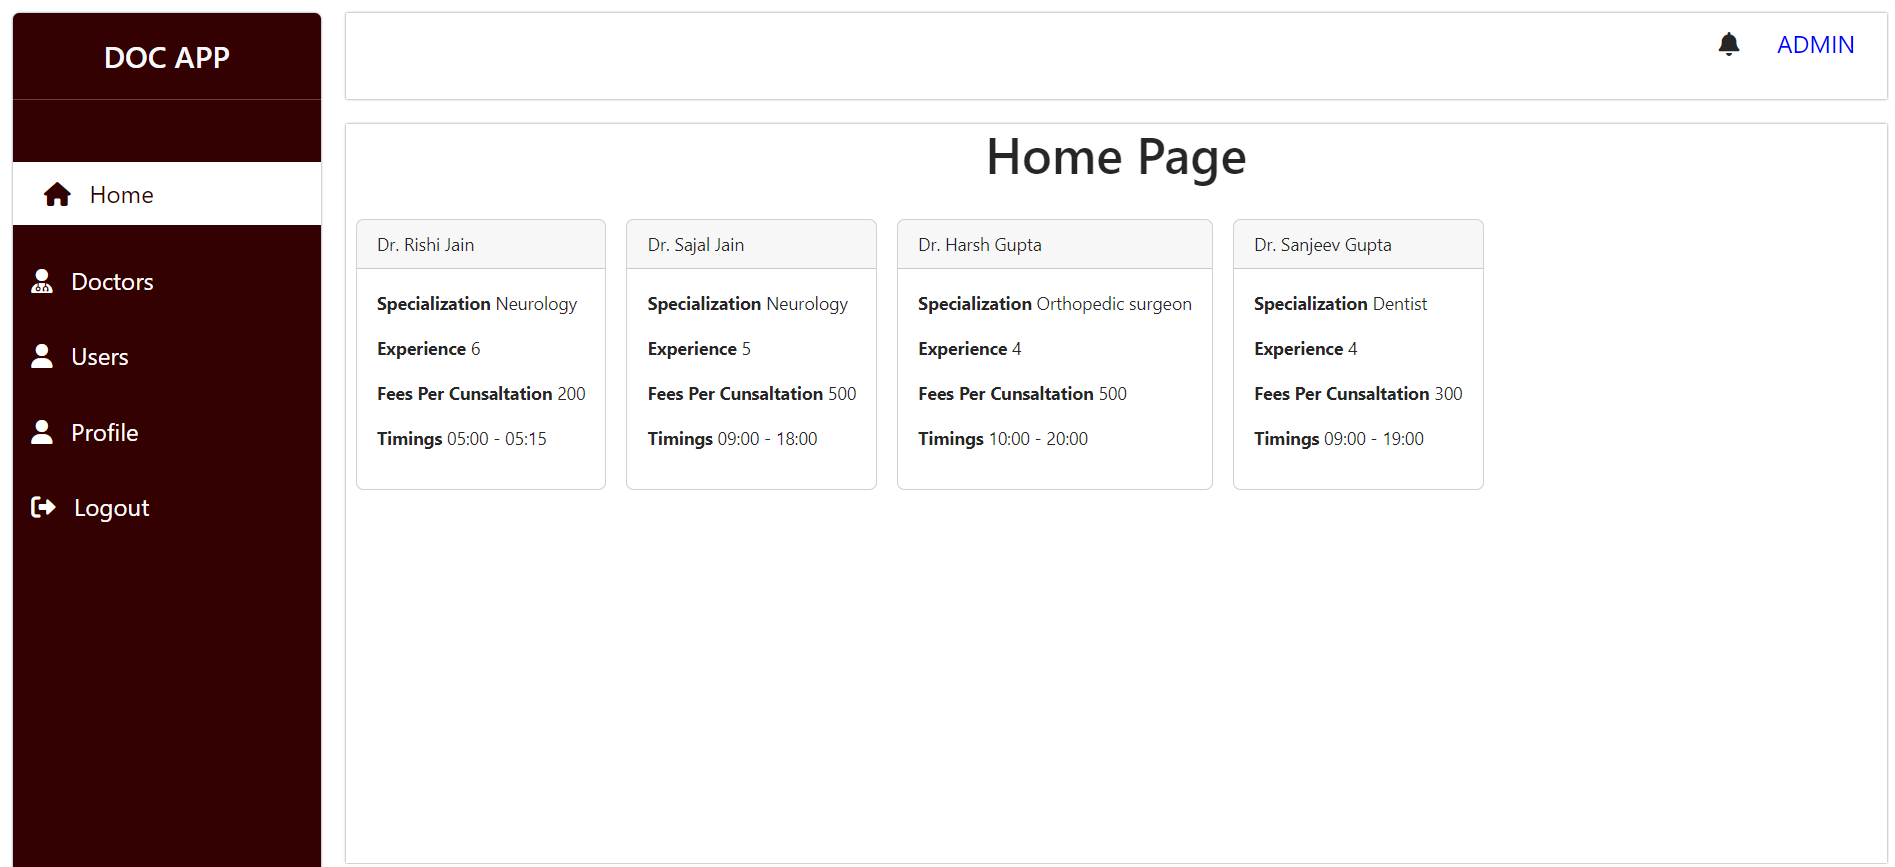 DOC APP
Home
Doctors
Users
Profile
Logout
ADMIN
Home Page
Dr. Rishi Jain
Specialization Neurology
Experience 6
Fees Per Cunsaltation 200
Timings 05:00 - 05:15
Dr. Sajal Jain
Specialization Neurology
Experience 5
Fees Per Cunsaltation 500
Timings 09:00 - 18:00
Dr. Harsh Gupta
Specialization Orthopedic surgeon
Experience 4
Fees Per Cunsaltation 500
Timings 10:00 - 20:00
Dr. Sanjeev Gupta
Specialization Dentist
Experience 4
Fees Per Cunsaltation 300
Timings 09:00 - 19:00